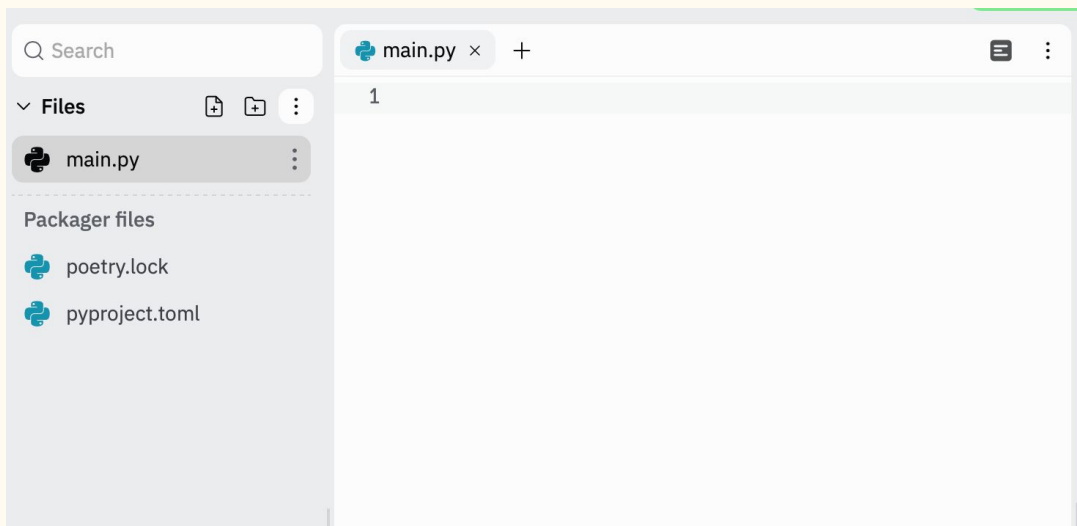 Search
Files
main.py
Packager files
poetry.lock
pyproject.toml
main.py × +
1